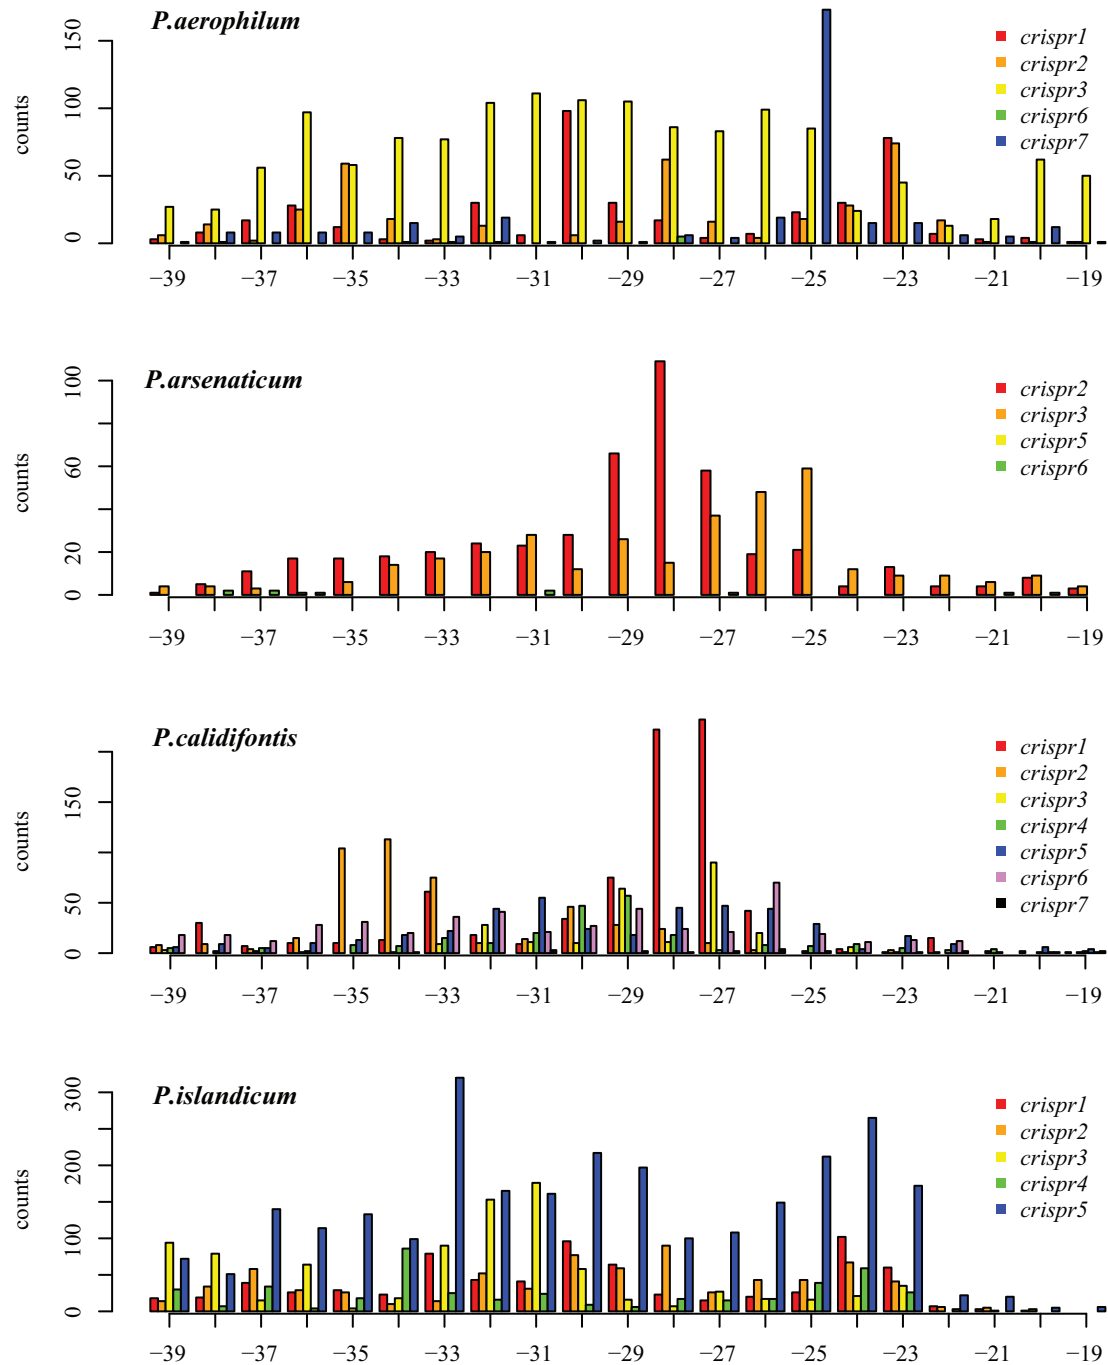 P.aerophilum
counts
0 50 100 150
crispr1
crispr2
crispr3
crispr6
crispr7
−39 −37 −35 −33 −31 −29 −27 −25 −23 −21 −19
P.arsenaticum
counts
0 20 60 100
crispr2
crispr3
crispr5
crispr6
−39 −37 −35 −33 −31 −29 −27 −25 −23 −21 −19
P.calidifontis
counts
0 50 150
crispr1
crispr2
crispr3
crispr4
crispr5
crispr6
crispr7
−39 −37 −35 −33 −31 −29 −27 −25 −23 −21 −19
P.islandicum
counts
0 100 200 300
crispr1
crispr2
crispr3
crispr4
crispr5
−39 −37 −35 −33 −31 −29 −27 −25 −23 −21 −19